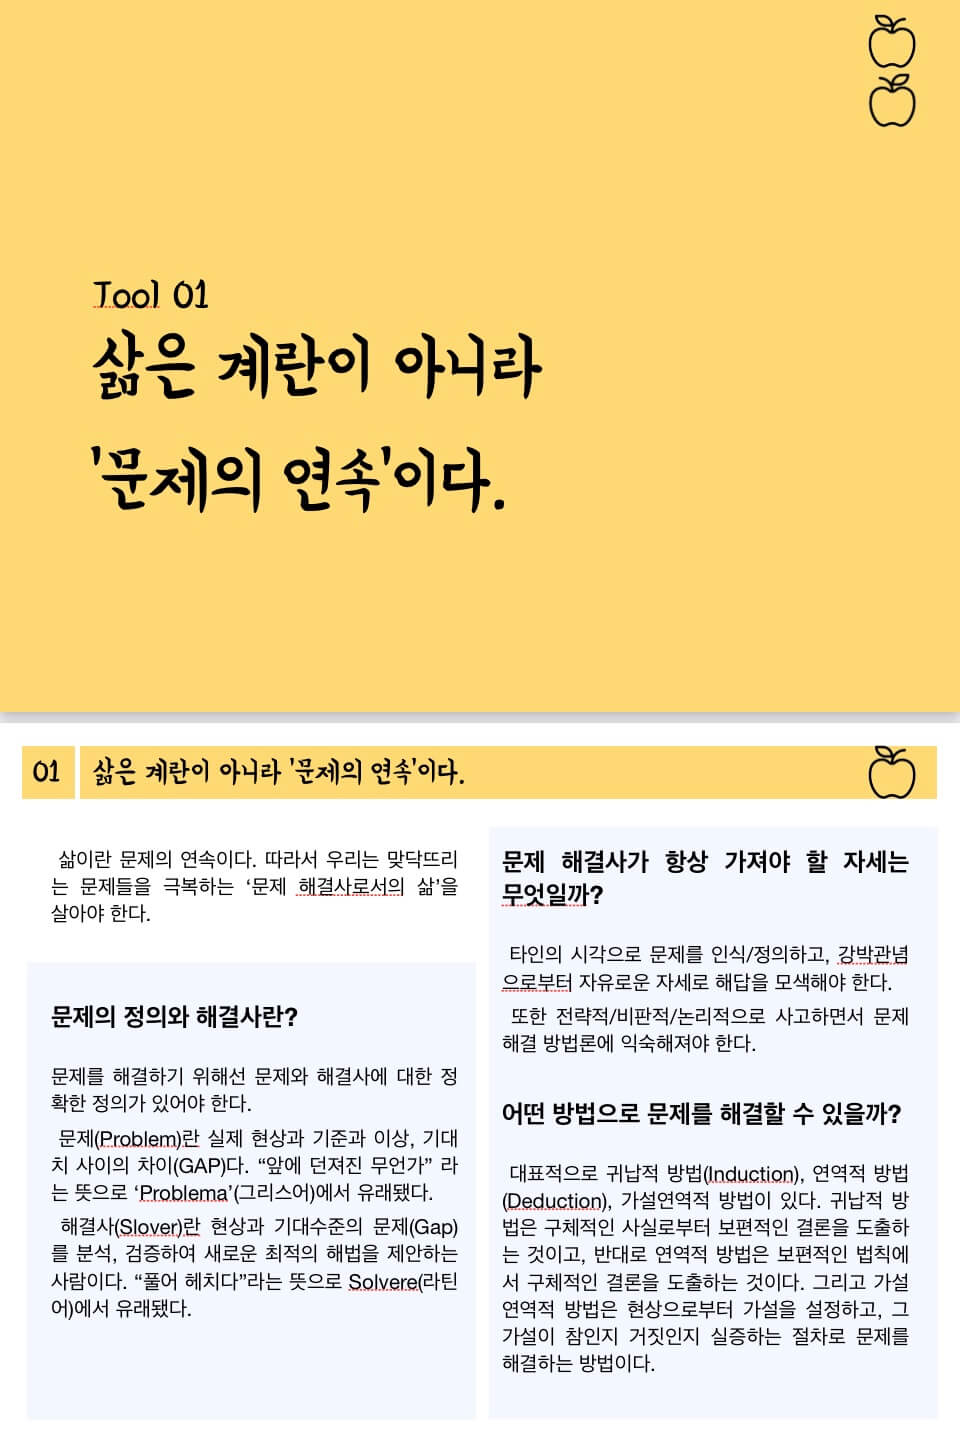 Tool 01
삶은 계란이 아니라
'문제의 연속'이다.
01
삶은 계란이 아니라 '문제의 연속'이다.
삶이란 문제의 연속이다. 따라서 우리는 맞닥뜨리
는 문제들을 극복하는 ‘문제 해결사로서의 삶’을
살아야 한다.
문제의 정의와 해결사란?
문제를 해결하기 위해선 문제와 해결사에 대한 정
확한 정의가 있어야 한다.
문제(Problem)란 실제 현상과 기준과 이상, 기대
치 사이의 차이(GAP)다. “앞에 던져진 무언가” 라
는 뜻으로 ‘Problema’(그리스어)에서 유래됐다.
해결사(Slover)란 현상과 기대수준의 문제(Gap)
를 분석, 검증하여 새로운 최적의 해법을 제안하는
사람이다. “풀어 헤치다”라는 뜻으로 Solvere(라틴
어)에서 유래됐다.
문제 해결사가 항상 가져야 할 자세는
무엇일까?
타인의 시각으로 문제를 인식/정의하고, 강박관념
으로부터 자유로운 자세로 해답을 모색해야 한다.
또한 전략적/비판적/논리적으로 사고하면서 문제
해결 방법론에 익숙해져야 한다.
어떤 방법으로 문제를 해결할 수 있을까?
대표적으로 귀납적 방법(Induction), 연역적 방법
(Deduction), 가설연역적 방법이 있다. 귀납적 방
법은 구체적인 사실로부터 보편적인 결론을 도출하
는 것이고, 반대로 연역적 방법은 보편적인 법칙에
서 구체적인 결론을 도출하는 것이다. 그리고 가설
연역적 방법은 현상으로부터 가설을 설정하고, 그
가설이 참인지 거짓인지 실증하는 절차로 문제를
해결하는 방법이다.